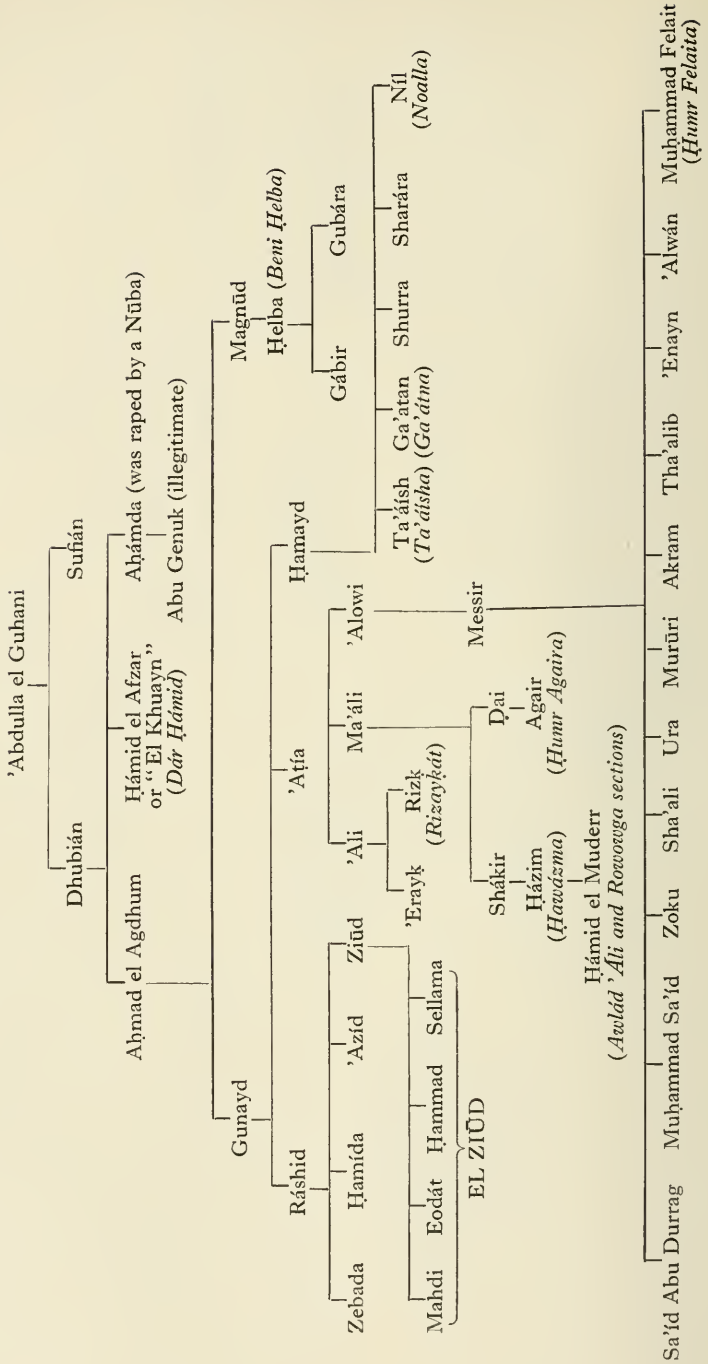 'Abdulla el Guhani
Dhubián
Sufián
Aḥmad el Agdhum
Ḥámid el Afzar
or "El Khuayn"
(Dár Ḥámid)
Aḥámda (was raped by a Nūba)
Abu Genuk (illegitimate)
Gunayd
Magnūd
Ḥelba (Beni Ḥelba)
Gábir
Gubára
Ráshid
'Aṭía
Ḥamayd
Zebada
Ḥamída
'Azíd
Ziūd
'Ali
Ma'áli
'Alowi
Ta'áísh
(Ta'áísha)
Ga'atan
(Ga'átna)
Shurra
Sharára
Níl
(Noalla)
Mahdi
Eodát
Ḥammad
Sellama
EL ZIŪD
'Erayḳ
Rizḳ
(Rizayḳát)
Shákir
Ḍai
Ḥázim
(Ḥawázma)
Agair
(Ḥumr Agaira)
Ḥámid el Muderr
(Awlád 'Áli and Rowowga sections)
Messir
Sa'íd Abu Durrag
Muḥammad Sa'íd
Zoku
Sha'ali
Ura
Murūri
Akram
Tha'alib
'Enayn
'Alwán
Muḥammad Felait
(Ḥumr Felaita)